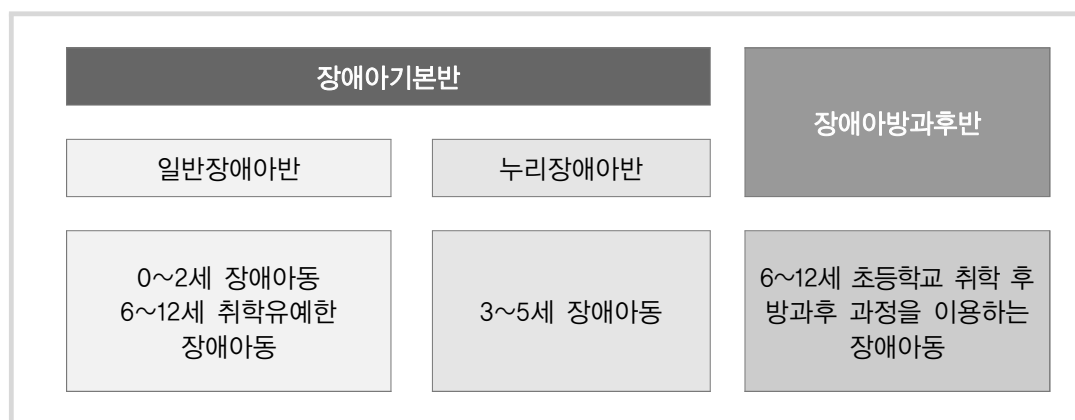 장애아기본반
장애아방과후반
일반장애아반
누리장애아반
0～2세 장애아동
6～12세 취학유예한
장애아동
3～5세 장애아동
6～12세 초등학교 취학 후
방과후 과정을 이용하는
장애아동